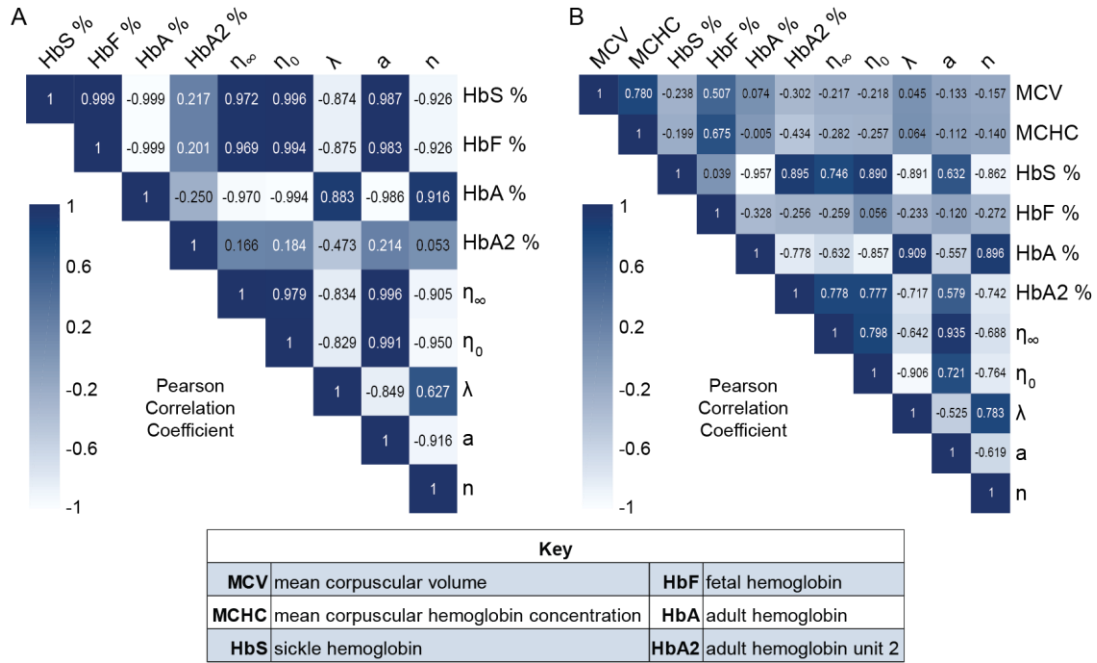 A
HbS %
HbF %
HbA %
HbA2 %
η∞
η0
λ
a
n
1 0.999 -0.999 0.217 0.972 0.996 -0.874 0.987 -0.926 HbS %
1 -0.999 0.201 0.969 0.994 -0.875 0.983 -0.926 HbF %
1 -0.250 -0.970 -0.994 0.883 -0.986 0.916 HbA %
1 0.166 0.184 -0.473 0.214 0.053 HbA2 %
1 0.979 -0.834 0.996 -0.905 η∞
1 -0.829 0.991 -0.950 η0
1 -0.849 0.627 λ
1 -0.916 a
1 n
1
0.6
0.2
-0.2
-0.6
-1
Pearson
Correlation
Coefficient
B
MCV
MCHC
HbS %
HbF %
HbA %
HbA2 %
η∞
η0
λ
a
n
1 0.780 -0.238 0.507 0.074 -0.302 -0.217 -0.218 0.045 -0.133 -0.157 MCV
1 -0.199 0.675 -0.005 -0.434 -0.282 -0.257 0.064 -0.112 -0.140 MCHC
1 0.039 -0.957 0.895 0.746 0.890 -0.891 0.632 -0.862 HbS %
1 -0.328 -0.256 -0.259 0.056 -0.233 -0.120 -0.272 HbF %
1 -0.778 -0.632 -0.857 0.909 -0.557 0.896 HbA %
1 0.778 0.777 -0.717 0.579 -0.742 HbA2 %
1 0.798 -0.642 0.935 -0.688 η∞
1 -0.906 0.721 -0.764 η0
1 -0.525 0.783 λ
1 -0.619 a
1 n
1
0.6
0.2
-0.2
-0.6
-1
Pearson
Correlation
Coefficient
Key
MCV mean corpuscular volume HbF fetal hemoglobin
MCHC mean corpuscular hemoglobin concentration HbA adult hemoglobin
HbS sickle hemoglobin HbA2 adult hemoglobin unit 2